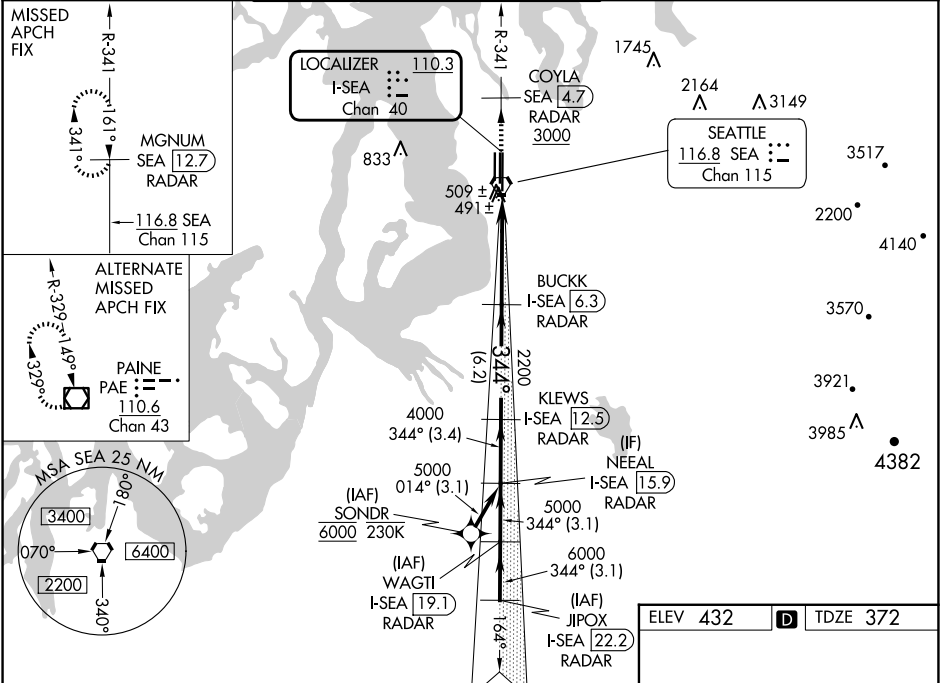 MISSED
APCH
FIX
R-341
161°
341°
MGNUM
SEA 12.7
RADAR
116.8 SEA
Chan 115
ALTERNATE
MISSED
APCH FIX
R-329
149°
329°
PAINE
PAE
110.6
Chan 43
MSA SEA 25 NM
180°
3400
070°
6400
2200
340°
LOCALIZER 110.3
I-SEA
Chan 40
R-341
COYLA
SEA 4.7
RADAR
3000
1745
2164
3149
833
SEATTLE
116.8 SEA
Chan 115
509 ±
491 ±
3517
2200
4140
3570
3921
3985
4382
BUCKK
I-SEA 6.3
RADAR
344°
2200
(6.2)
KLEWS
I-SEA 12.5
RADAR
4000
344° (3.4)
(IF)
NEEAL
I-SEA 15.9
RADAR
5000
014° (3.1)
(IAF)
SONDR
6000 230K
5000
344° (3.1)
(IAF)
WAGTI
I-SEA 19.1
RADAR
6000
344° (3.1)
(IAF)
JIPOX
I-SEA 22.2
RADAR
164°
ELEV 432 D TDZE 372